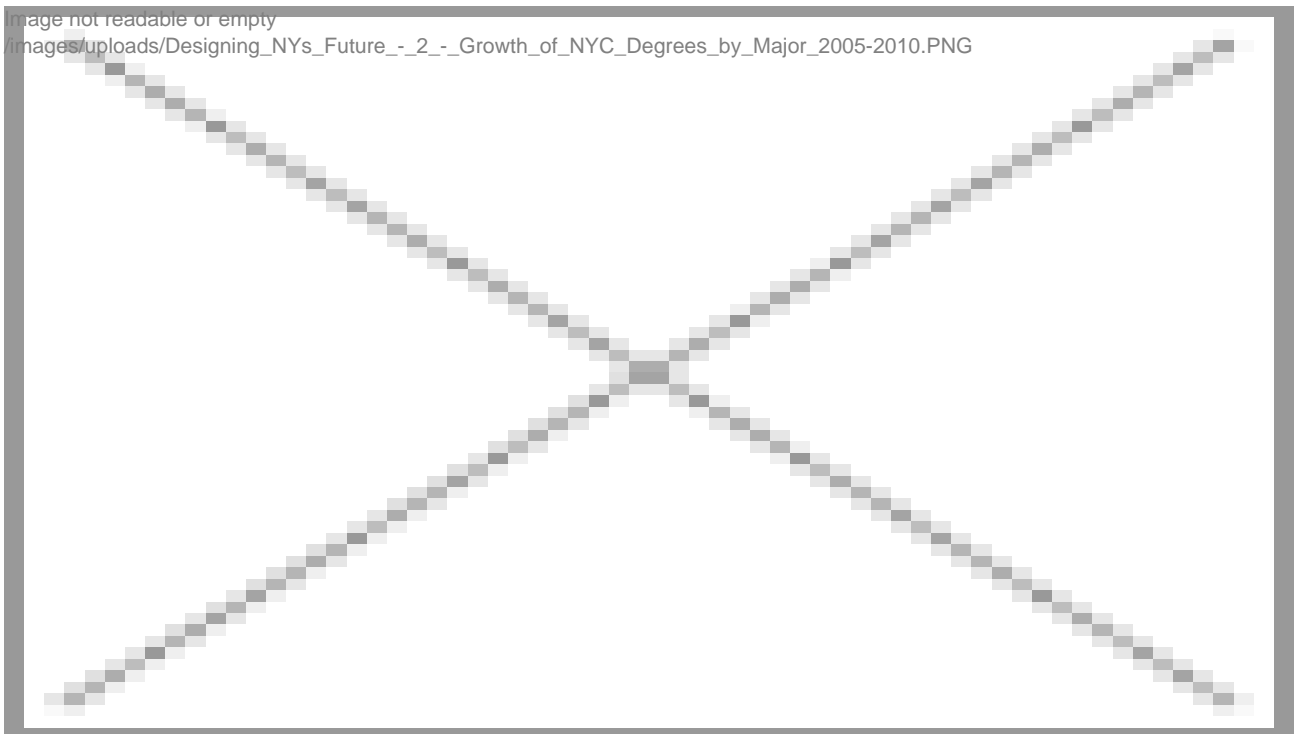 Image not readable or empty
/images/uploads/Designing_NYs_Future_-_2_-_Growth_of_NYC_Degrees_by_Major_2005-2010.PNG